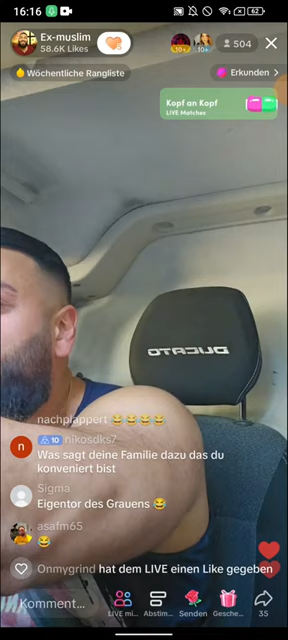 16:16
62
Ex-muslim
58.6K Likes
10+
10+
504
Wöchentliche Rangliste
Erkunden
Kopf an Kopf
LIVE Matches
DUCATO
nachplappert 😂😂😂😂
n
10 nikosdks7
Was sagt deine Familie dazu das du
konveniert bist
Sigma
Eigentor des Grauens 😂
asafm65
😂
Onmygrind hat dem LIVE einen Like gegeben
Komment...
LIVE mi...
Abstim...
Senden
Gesche...
35